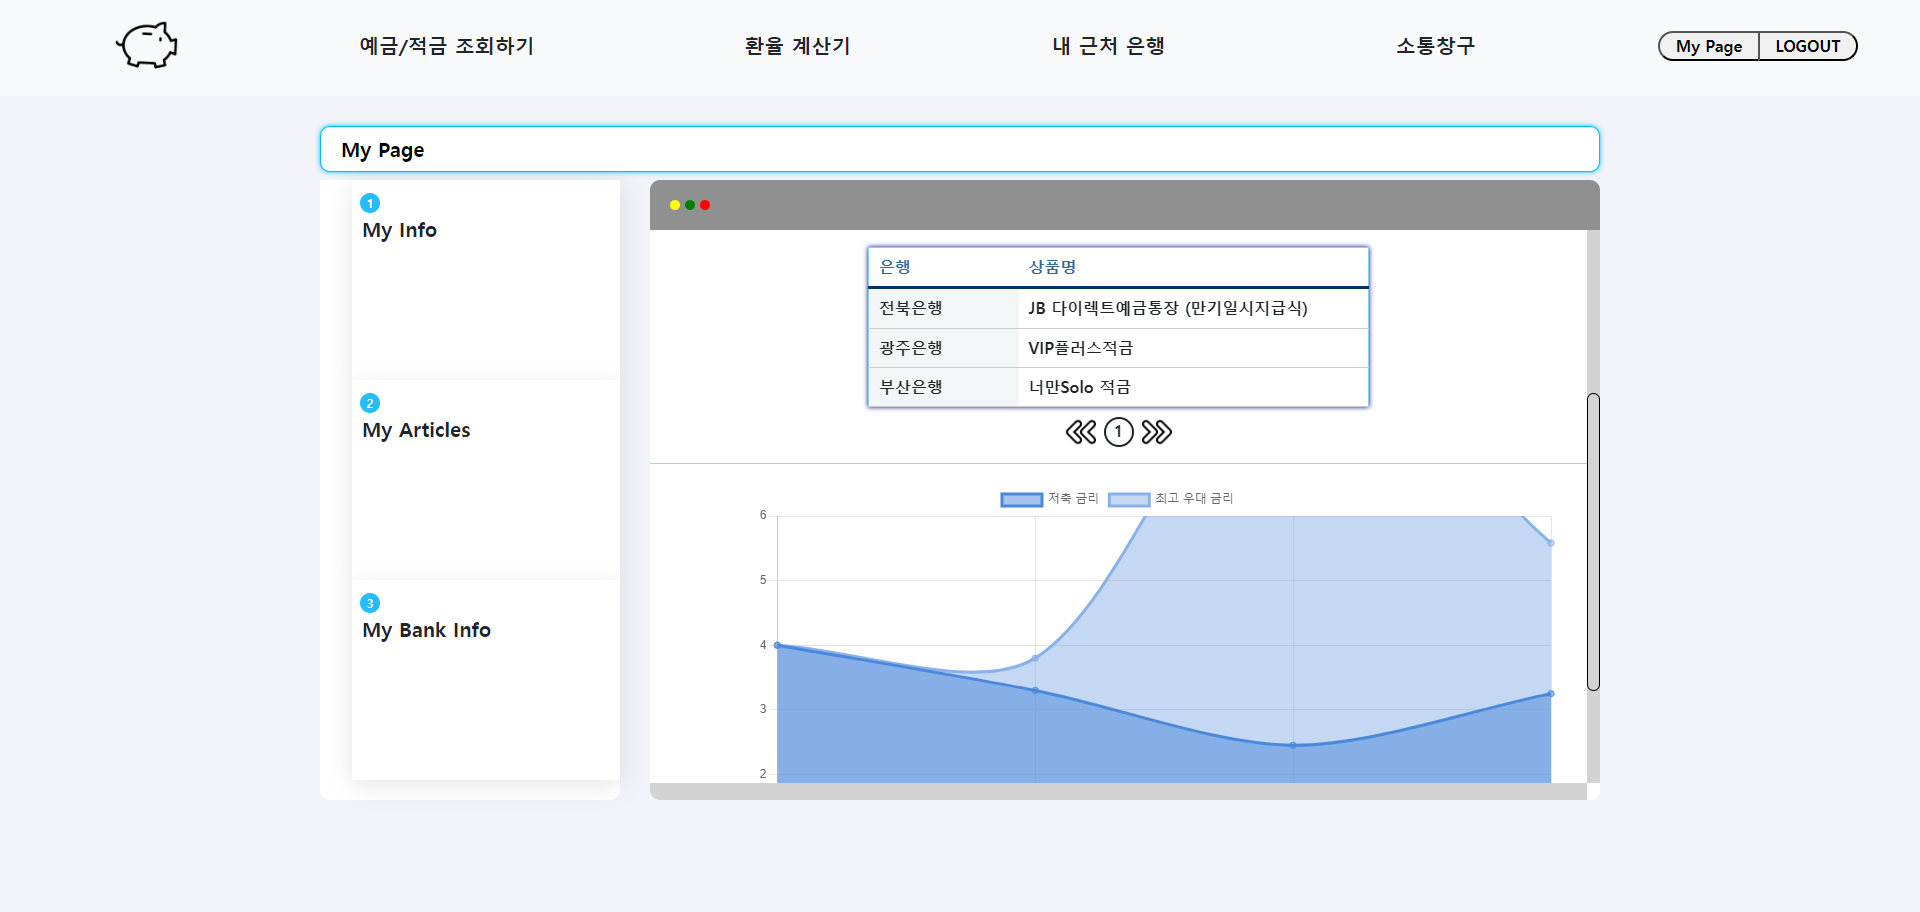 예금/적금 조회하기 환율 계산기 내 근처 은행 소통창구 My Page LOGOUT
My Page
1
My Info
2
My Articles
3
My Bank Info
은행 상품명
전북은행 JB 다이렉트예금통장 (만기일시지급식)
광주은행 VIP플러스적금
부산은행 너만Solo 적금
1
저축 금리 최고 우대 금리
6
5
4
3
2